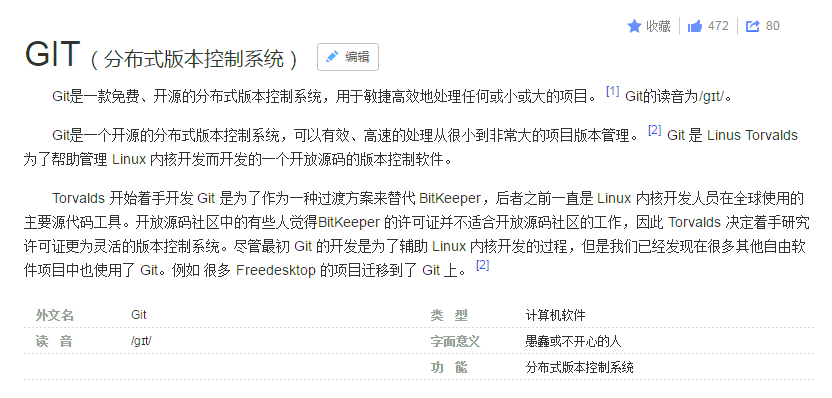 收藏 472 80
GIT（分布式版本控制系统） 编辑
Git是一款免费、开源的分布式版本控制系统，用于敏捷高效地处理任何或小或大的项目。 [1] Git的读音为/gɪt/。
Git是一个开源的分布式版本控制系统，可以有效、高速的处理从很小到非常大的项目版本管理。 [2] Git 是 Linus Torvalds
为了帮助管理 Linux 内核开发而开发的一个开放源码的版本控制软件。
Torvalds 开始着手开发 Git 是为了作为一种过渡方案来替代 BitKeeper，后者之前一直是 Linux 内核开发人员在全球使用的
主要源代码工具。开放源码社区中的有些人觉得BitKeeper 的许可证并不适合开放源码社区的工作，因此 Torvalds 决定着手研究
许可证更为灵活的版本控制系统。尽管最初 Git 的开发是为了辅助 Linux 内核开发的过程，但是我们已经发现在很多其他自由软
件项目中也使用了 Git。例如 很多 Freedesktop 的项目迁移到了 Git 上。 [2]
外文名 Git 类 型 计算机软件
读 音 /gɪt/ 字面意义 愚蠢或不开心的人
功 能 分布式版本控制系统